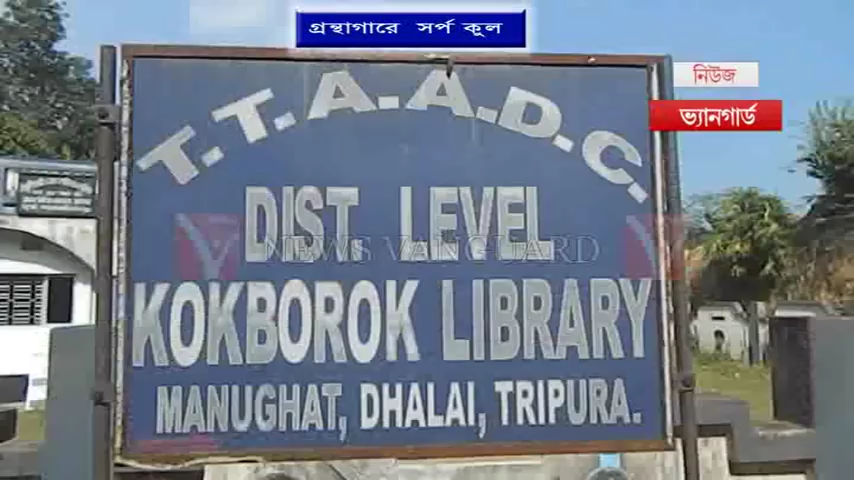 গ্রন্থাগারে সর্প কূল
নিউজ
ভ্যানগার্ড
T.T.A.A.D.C.
DIST. LEVEL
NEWS VANGUARD
KOKBOROK LIBRARY
MANUGHAT, DHALAI, TRIPURA.